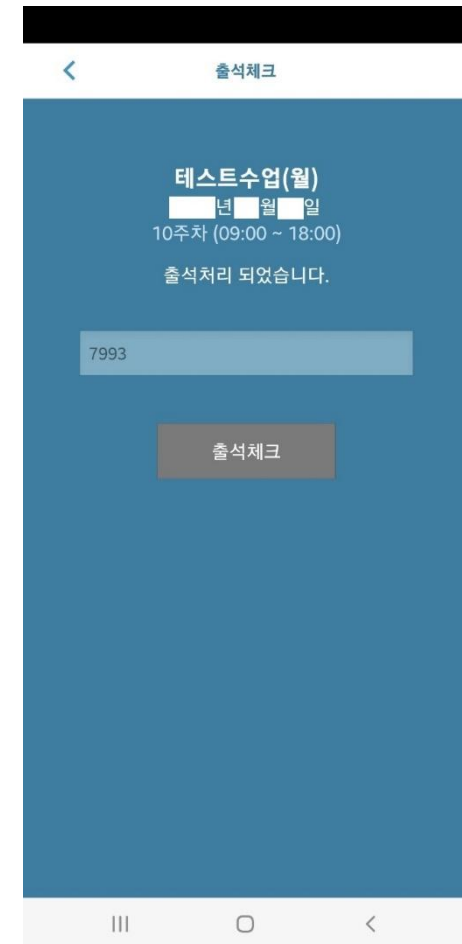 출석체크
테스트수업(월)
년 월 일
10주차 (09:00 ~ 18:00)
출석처리 되었습니다.
7993
출석체크